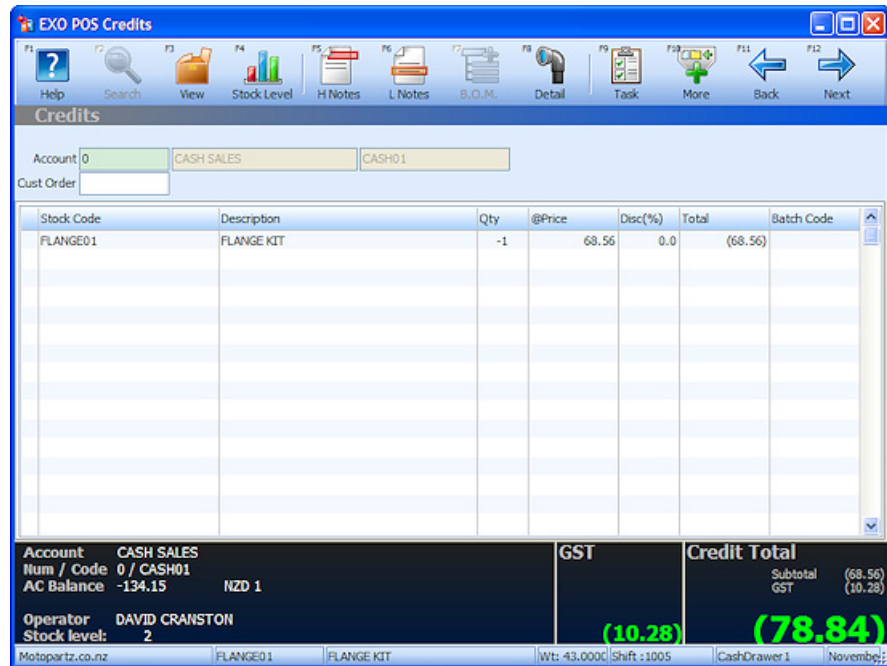 EXO POS Credits
F1 F2 F3 F4 F5 F6 F7 F8 F9 F10 F11 F12
Help Search View Stock Level H Notes L Notes B.O.M. Detail Task More Back Next
Credits
Account 0 CASH SALES CASH01
Cust Order
Stock Code Description Qty @Price Disc(%) Total Batch Code
FLANGE01 FLANGE KIT -1 68.56 0.0 (68.56)
Account CASH SALES GST Credit Total
Num / Code 0 / CASH01 Subtotal (68.56)
AC Balance -134.15 NZD 1 GST (10.28)
Operator DAVID CRANSTON
Stock level: 2 (10.28) (78.84)
Motopartz.co.nz FLANGE01 FLANGE KIT Wt: 43.000 Shift :1005 CashDrawer1